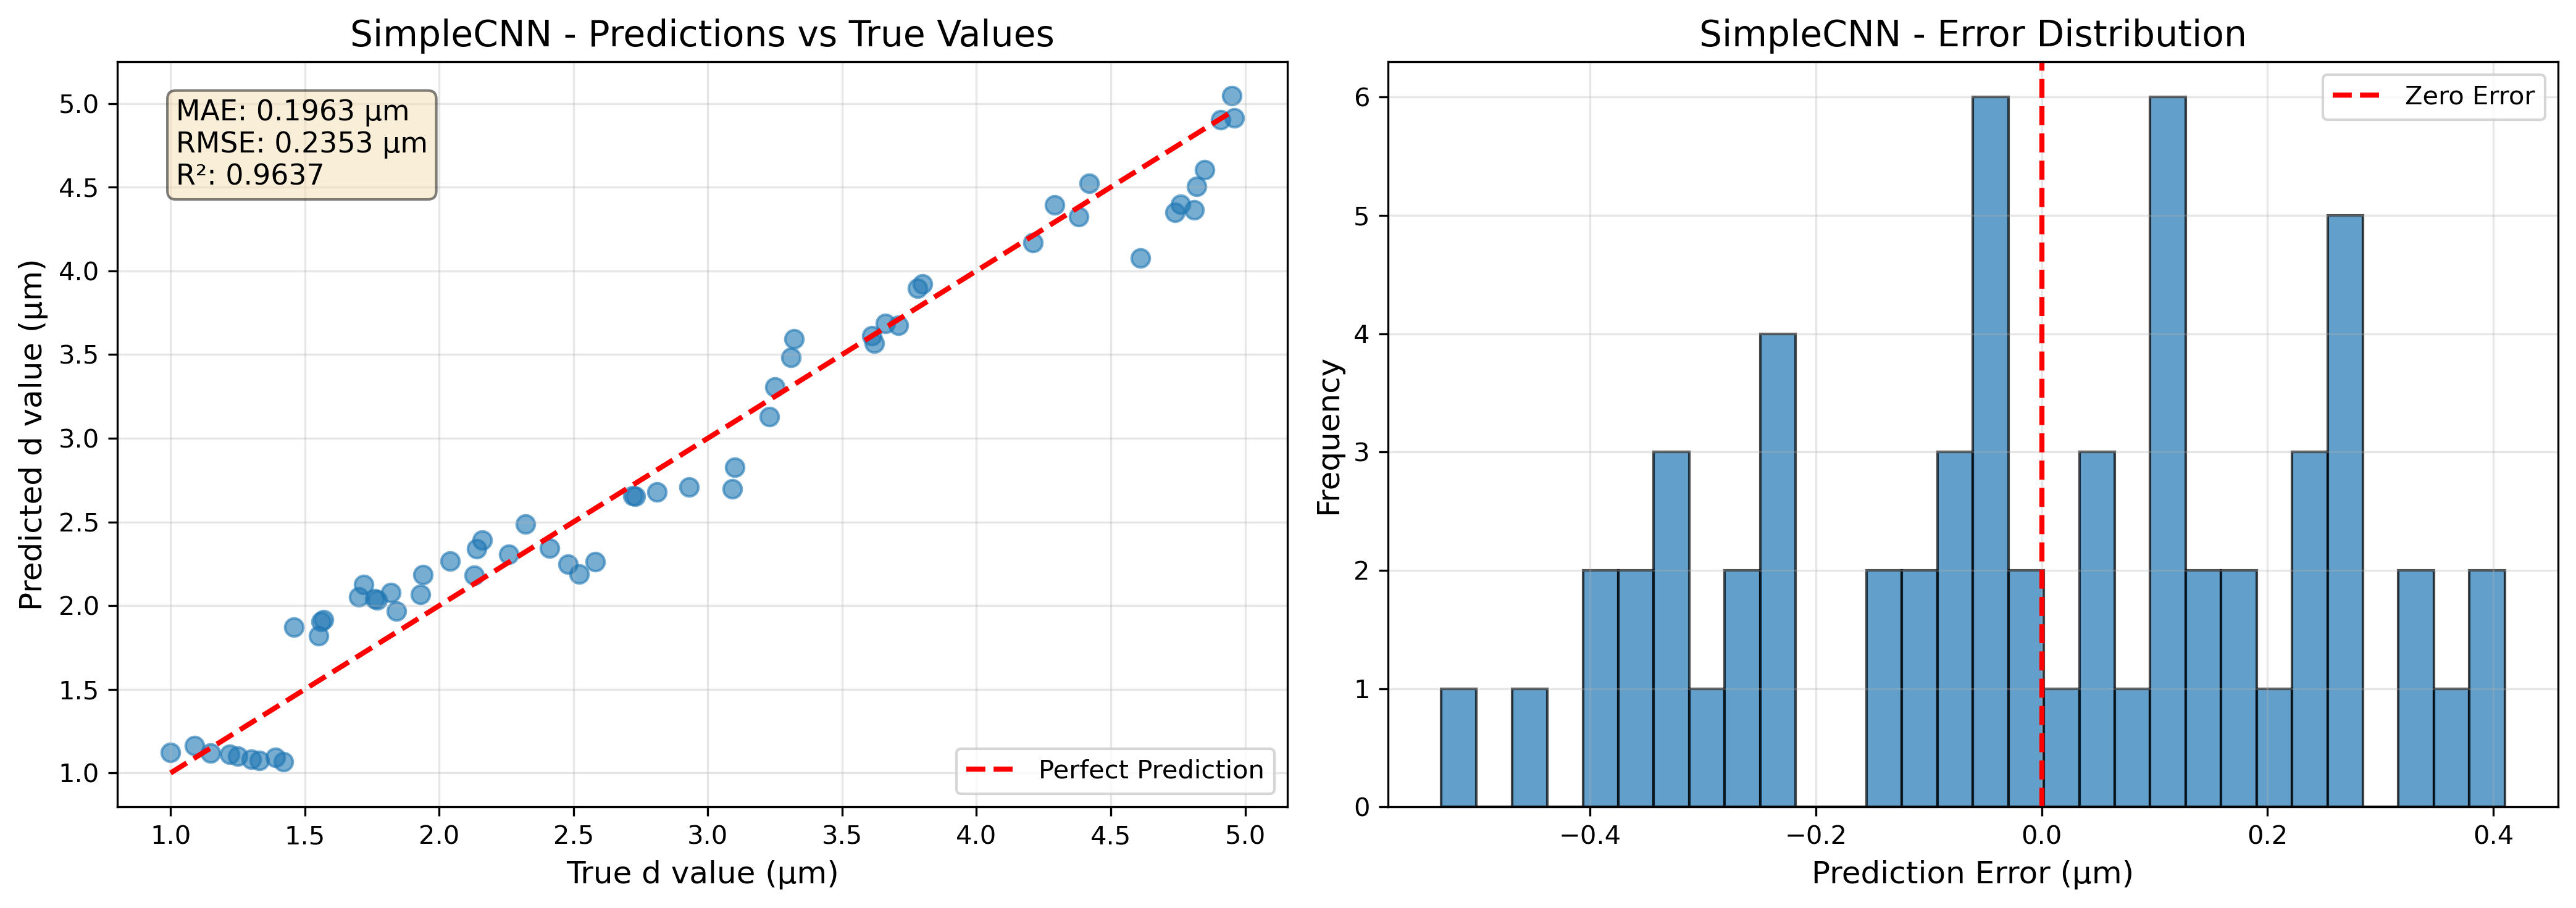 SimpleCNN - Predictions vs True Values
MAE: 0.1963 μm
RMSE: 0.2353 μm
R²: 0.9637
5.0
4.5
4.0
3.5
3.0
2.5
2.0
1.5
1.0
Predicted d value (μm)
Perfect Prediction
1.0 1.5 2.0 2.5 3.0 3.5 4.0 4.5 5.0
True d value (μm)
SimpleCNN - Error Distribution
Zero Error
6
5
4
3
2
1
0
Frequency
−0.4 −0.2 0.0 0.2 0.4
Prediction Error (μm)